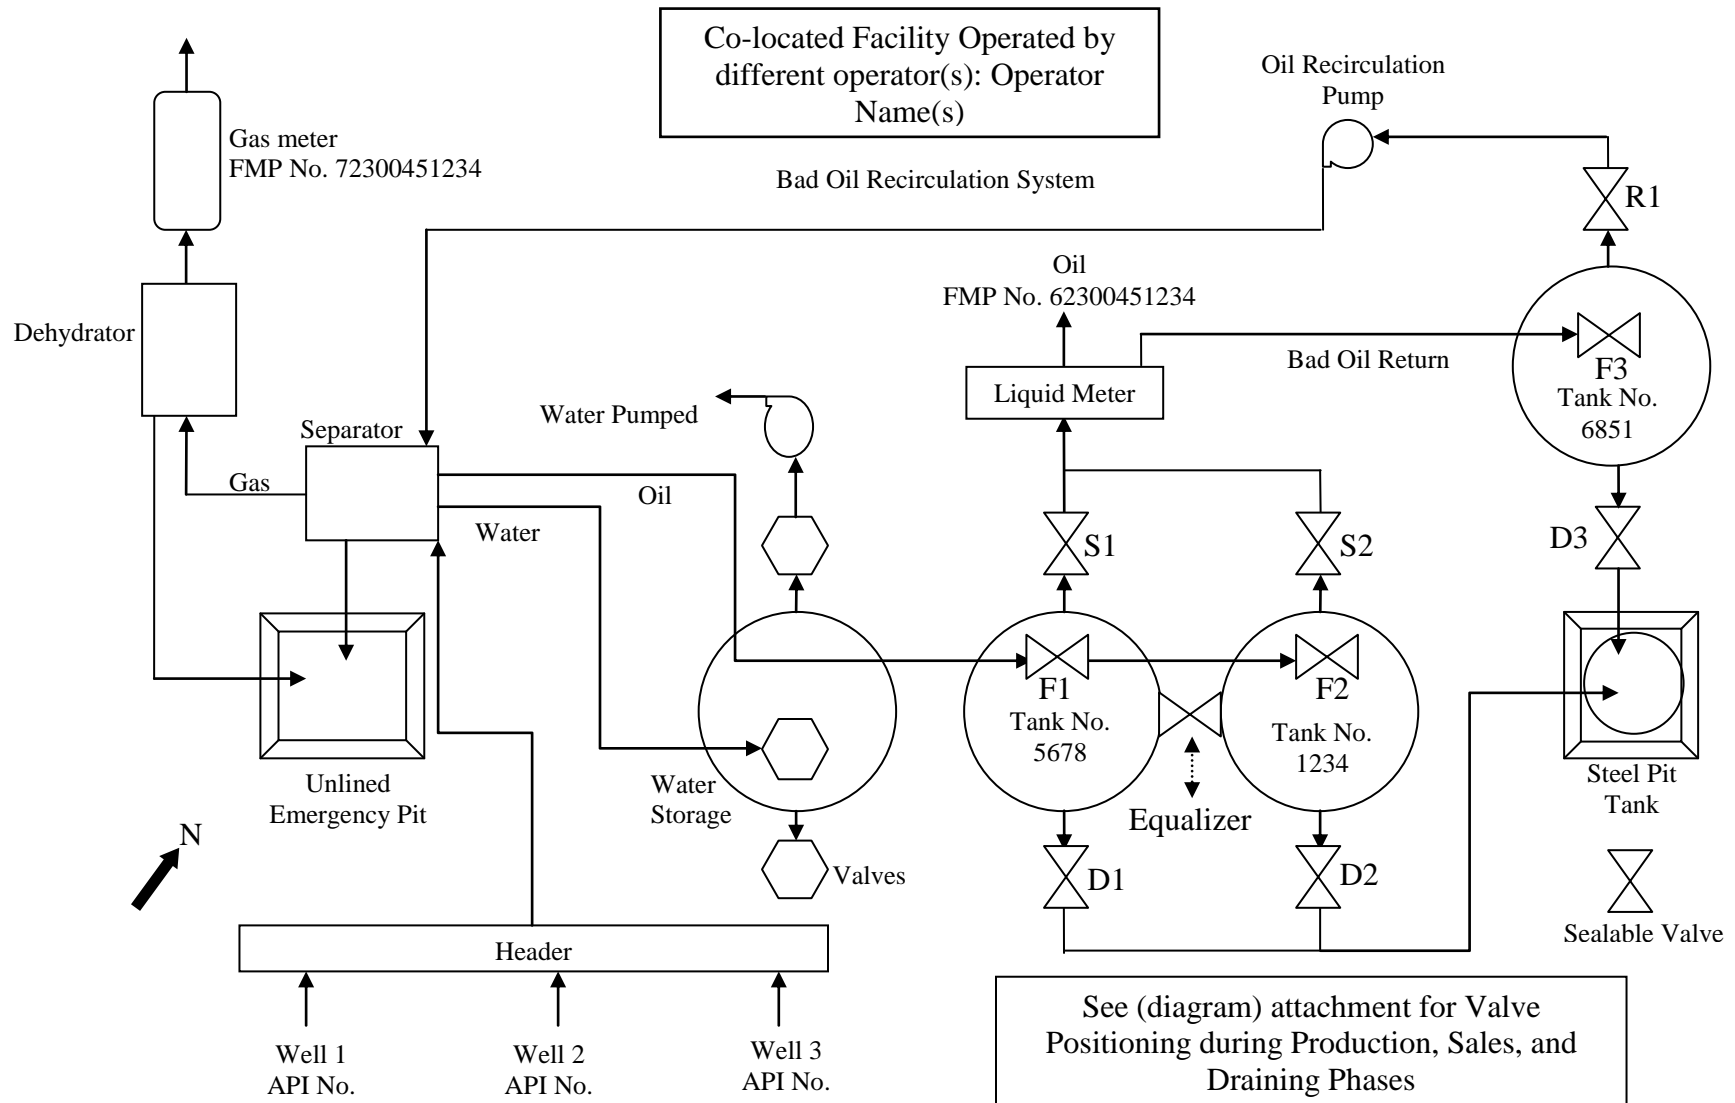 Co-located Facility Operated by
different operator(s): Operator
Name(s)
Oil Recirculation
Pump
Gas meter
FMP No. 72300451234
Bad Oil Recirculation System
R1
Oil
FMP No. 62300451234
Dehydrator
Bad Oil Return
F3
Tank No.
6851
Liquid Meter
Water Pumped
Separator
Gas
Oil
Water
S1
S2
D3
F1
Tank No.
5678
F2
Tank No.
1234
Unlined
Emergency Pit
Water
Storage
Equalizer
Steel Pit
Tank
N
Valves
D1
D2
Sealable Valve
Header
Well 1
API No.
Well 2
API No.
Well 3
API No.
See (diagram) attachment for Valve
Positioning during Production, Sales, and
Draining Phases